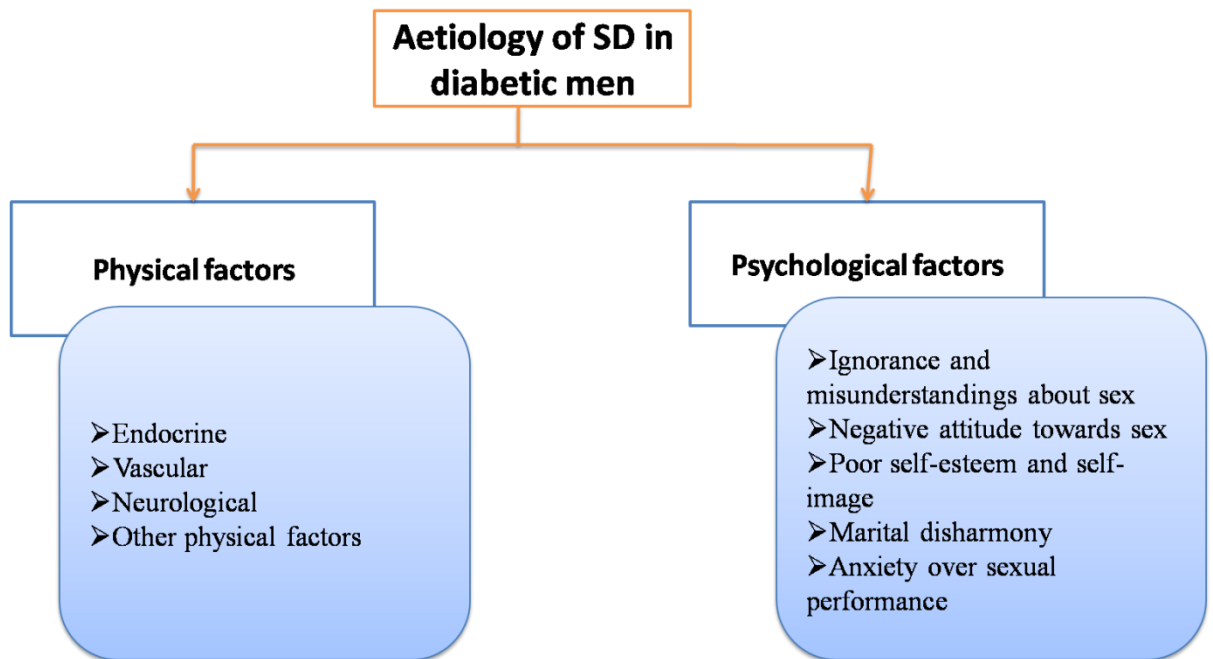 Aetiology of SD in
diabetic men
Physical factors
➢Endocrine
➢Vascular
➢Neurological
➢Other physical factors
Psychological factors
➢Ignorance and
misunderstandings about sex
➢Negative attitude towards sex
➢Poor self-esteem and self-
image
➢Marital disharmony
➢Anxiety over sexual
performance